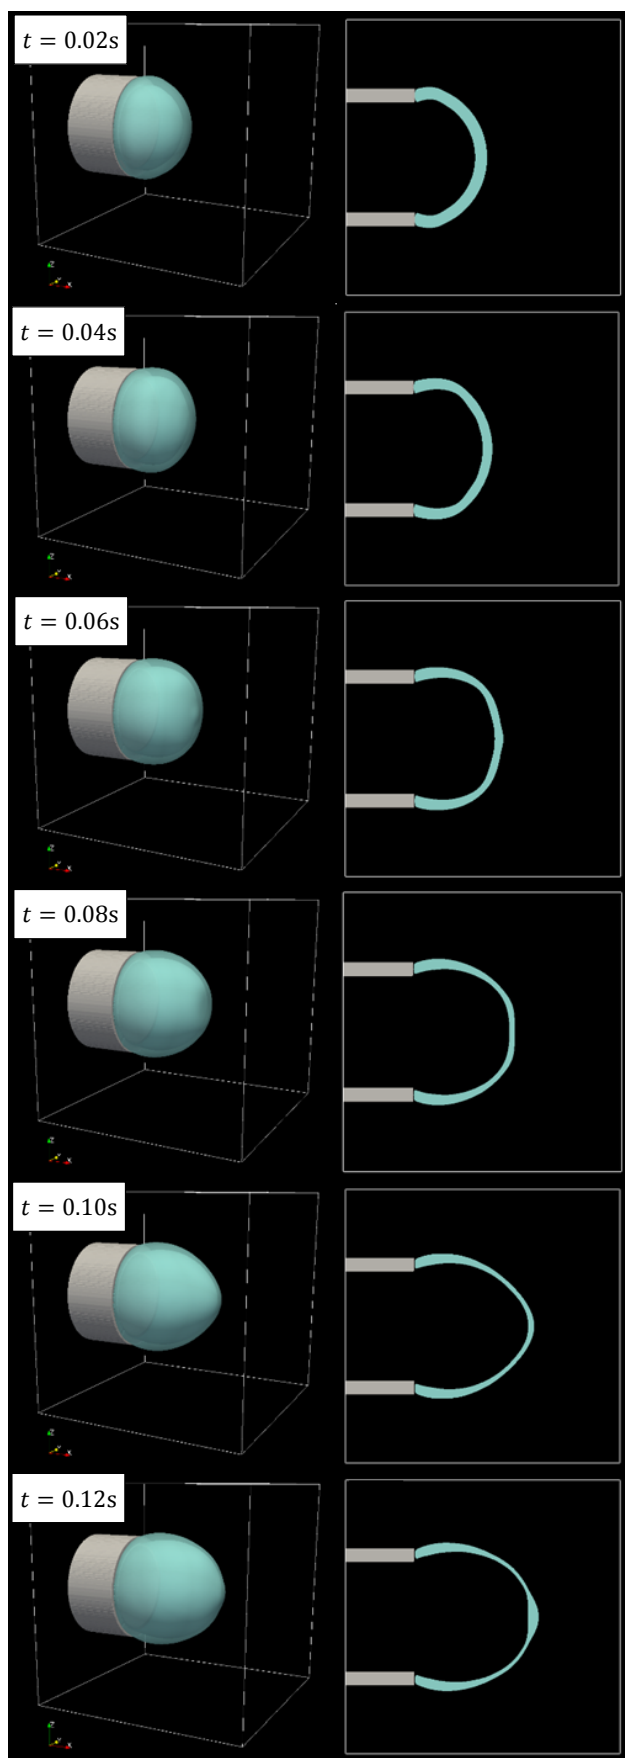 t = 0.02s
t = 0.04s
t = 0.06s
t = 0.08s
t = 0.10s
t = 0.12s